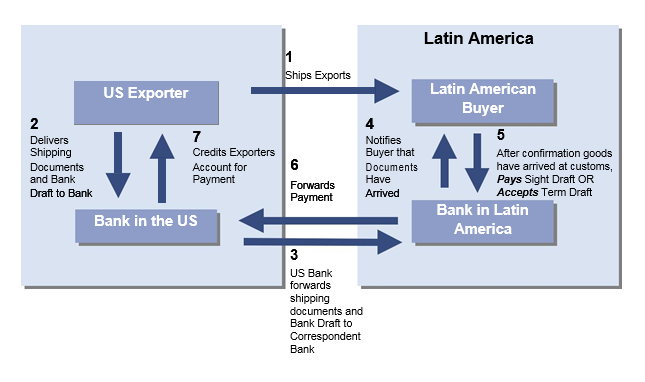 Latin America
1
Ships Exports
US Exporter
Latin American
Buyer
2
Delivers
Shipping
Documents
and Bank
Draft to Bank
7
Credits Exporters
Account for
Payment
6
Forwards
Payment
4
Notifies
Buyer that
Documents
Have
Arrived
5
After confirmation goods
have arrived at customs,
Pays Sight Draft OR
Accepts Term Draft
Bank in the US
Bank in Latin
America
3
US Bank
forwards
shipping
documents and
Bank Draft to
Correspondent
Bank